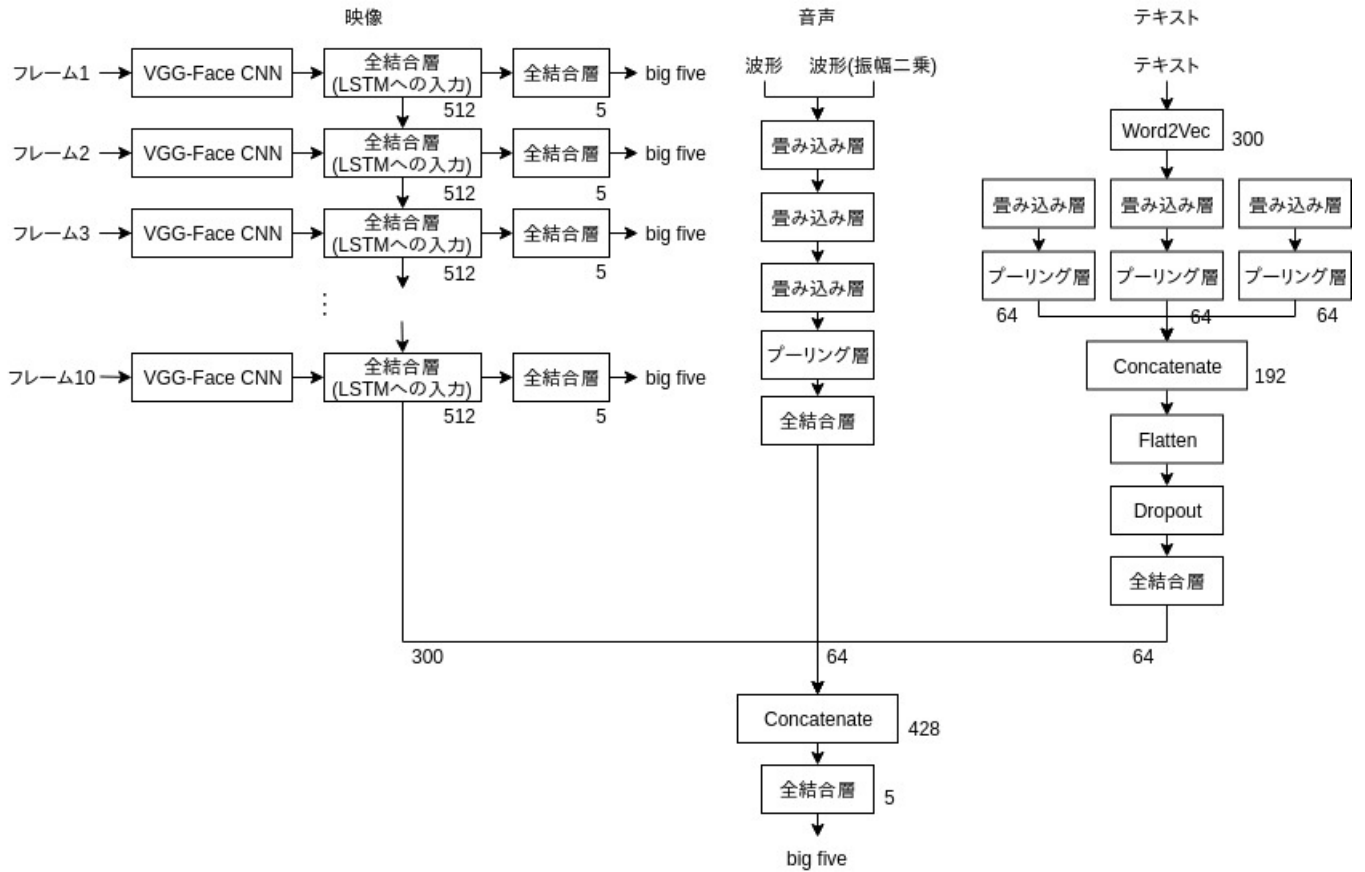 映像
フレーム1
VGG-Face CNN
全結合層
(LSTMへの入力)
512
全結合層
5
big five
フレーム2
VGG-Face CNN
全結合層
(LSTMへの入力)
512
全結合層
5
big five
フレーム3
VGG-Face CNN
全結合層
(LSTMへの入力)
512
全結合層
5
big five
⋮
フレーム10
VGG-Face CNN
全結合層
(LSTMへの入力)
512
全結合層
5
big five
300
音声
波形
波形(振幅二乗)
畳み込み層
畳み込み層
畳み込み層
プーリング層
全結合層
64
テキスト
テキスト
Word2Vec
300
畳み込み層
畳み込み層
畳み込み層
プーリング層
プーリング層
プーリング層
64
64
64
Concatenate
192
Flatten
Dropout
全結合層
64
Concatenate
428
全結合層
5
big five